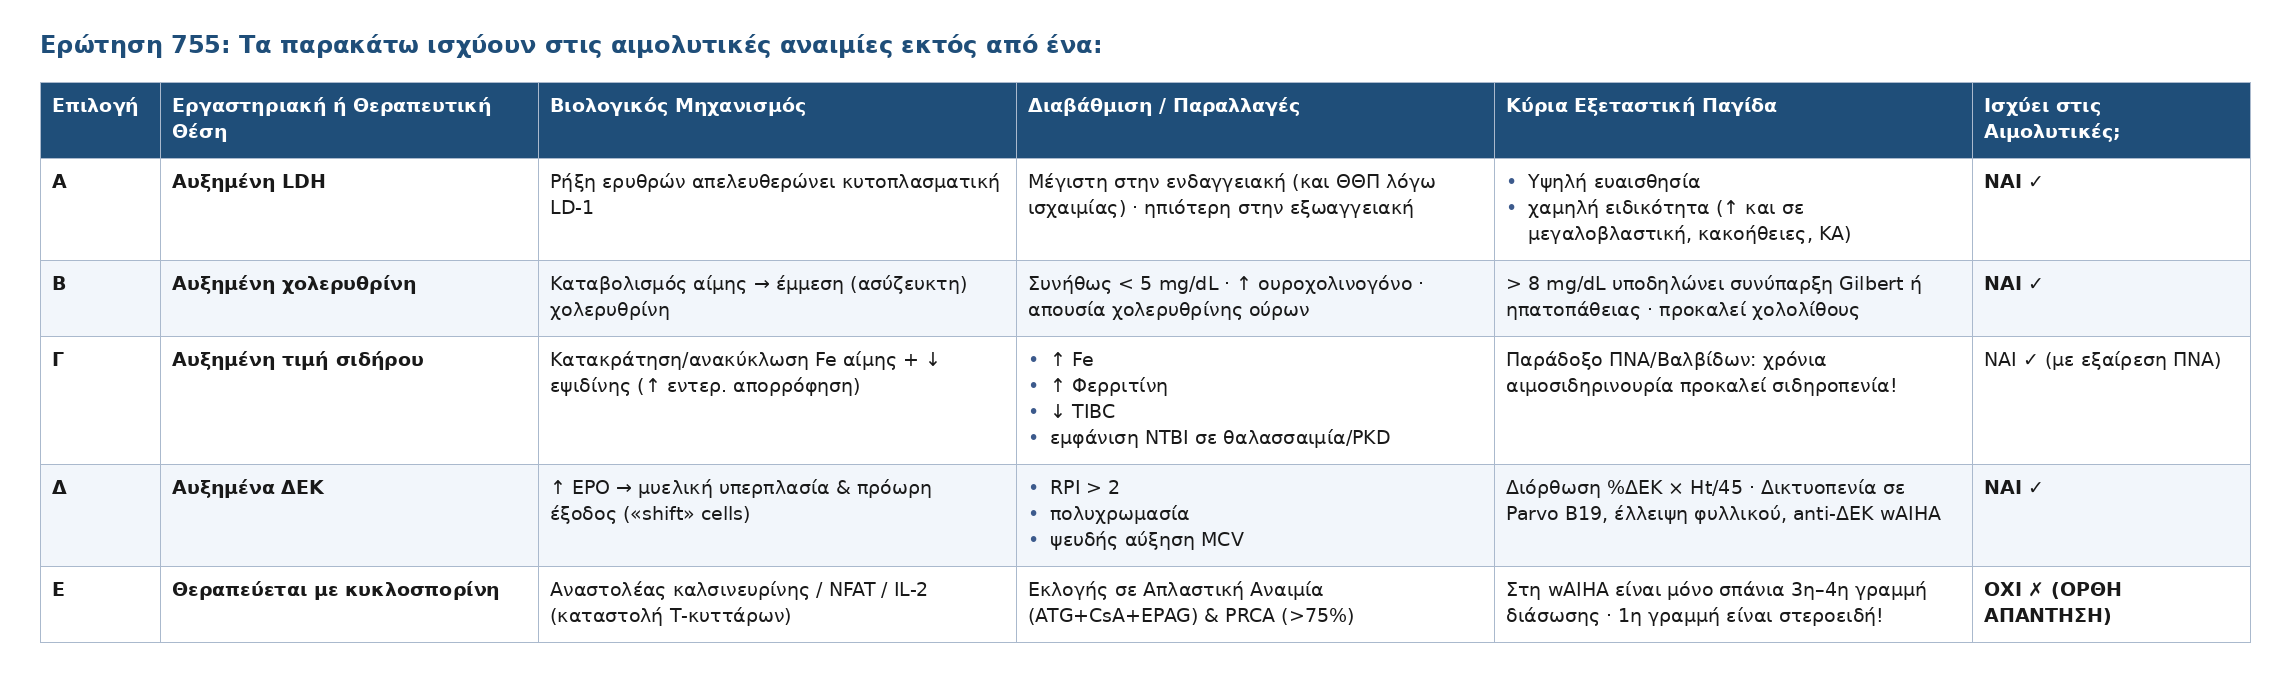 Ερώτηση 755: Τα παρακάτω ισχύουν στις αιμολυτικές αναιμίες εκτός από ένα:
Επιλογή
Εργαστηριακή ή Θεραπευτική
Θέση
Βιολογικός Μηχανισμός
Διαβάθμιση / Παραλλαγές
Κύρια Εξεταστική Παγίδα
Ισχύει στις
Αιμολυτικές;
Α
Αυξημένη LDH
Ρήξη ερυθρών απελευθερώνει κυτοπλασματική
LD-1
Μέγιστη στην ενδαγγειακή (και ΘΘΠ λόγω
ισχαιμίας) · ηπιότερη στην εξωαγγειακή
• Υψηλή ευαισθησία
• χαμηλή ειδικότητα (↑ και σε
μεγαλοβλαστική, κακοήθειες, ΚΑ)
ΝΑΙ ✓
Β
Αυξημένη χολερυθρίνη
Καταβολισμός αίμης → έμμεση (ασύζευκτη)
χολερυθρίνη
Συνήθως < 5 mg/dL · ↑ ουροχολινογόνο ·
απουσία χολερυθρίνης ούρων
> 8 mg/dL υποδηλώνει συνύπαρξη Gilbert ή
ηπατοπάθειας · προκαλεί χολολίθους
ΝΑΙ ✓
Γ
Αυξημένη τιμή σιδήρου
Κατακράτηση/ανακύκλωση Fe αίμης + ↓
εψιδίνης (↑ εντερ. απορρόφηση)
• ↑ Fe
• ↑ Φερριτίνη
• ↓ TIBC
• εμφάνιση NTBI σε θαλασσαιμία/PKD
Παράδοξο ΠΝΑ/Βαλβίδων: χρόνια
αιμοσιδηρινουρία προκαλεί σιδηροπενία!
ΝΑΙ ✓ (με εξαίρεση ΠΝΑ)
Δ
Αυξημένα ΔΕΚ
↑ EPO → μυελική υπερπλασία & πρόωρη
έξοδος («shift» cells)
• RPI > 2
• πολυχρωμασία
• ψευδής αύξηση MCV
Διόρθωση %ΔΕΚ × Ht/45 · Δικτυοπενία σε
Parvo B19, έλλειψη φυλλικού, anti-ΔΕΚ wAIHA
ΝΑΙ ✓
Ε
Θεραπεύεται με κυκλοσπορίνη
Αναστολέας καλσινευρίνης / NFAT / IL-2
(καταστολή Τ-κυττάρων)
Εκλογής σε Απλαστική Αναιμία
(ATG+CsA+EPAG) & PRCA (>75%)
Στη wAIHA είναι μόνο σπάνια 3η–4η γραμμή
διάσωσης · 1η γραμμή είναι στεροειδή!
ΟΧΙ ✗ (ΟΡΘΗ
ΑΠΑΝΤΗΣΗ)